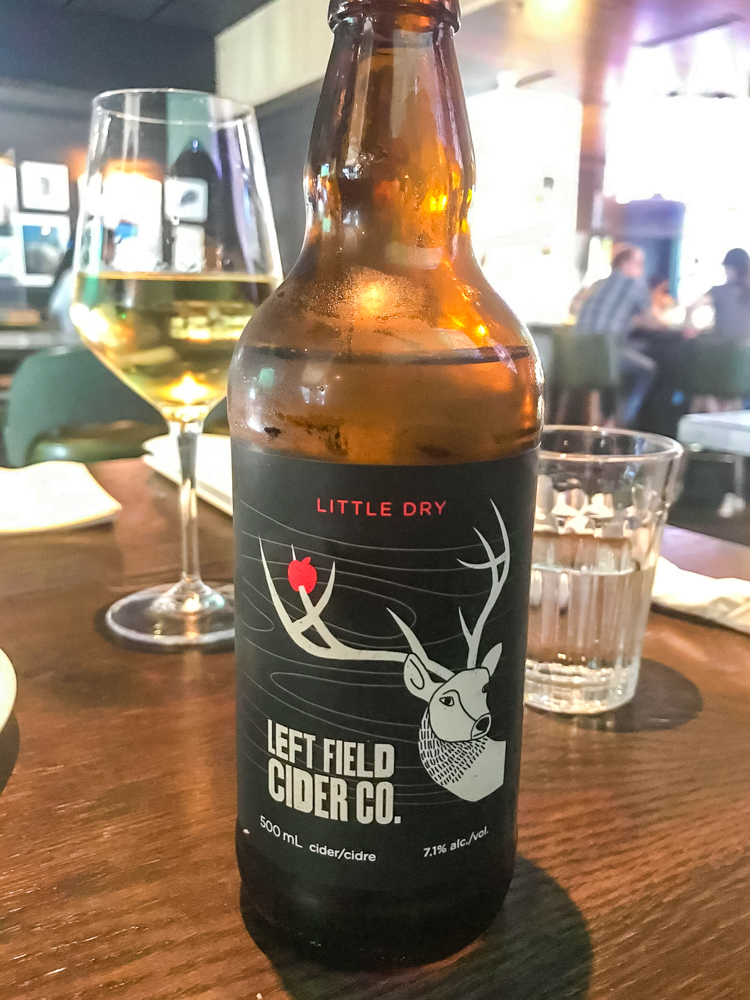 LITTLE DRY
LEFT FIELD
CIDER CO.
500 mL cider/cidre
7.1% alc./vol.